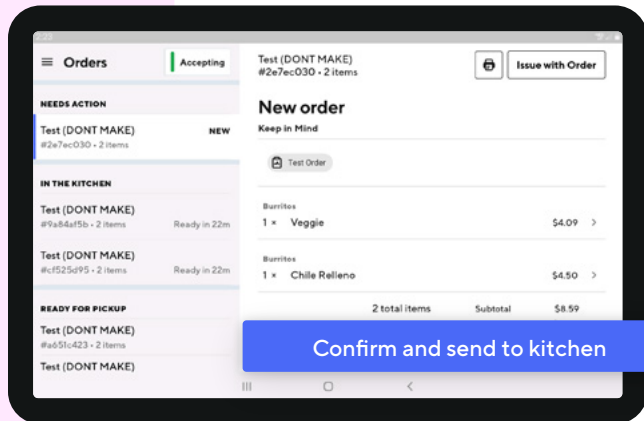 2:23
Orders
Accepting
NEEDS ACTION
Test (DONT MAKE) NEW
#2e7ec030 • 2 items
IN THE KITCHEN
Test (DONT MAKE)
#9a84af5b • 2 items Ready in 22m
Test (DONT MAKE)
#cf525d95 • 2 items Ready in 22m
READY FOR PICKUP
Test (DONT MAKE)
#a651c423 • 2 items
Test (DONT MAKE)
Test (DONT MAKE)
#2e7ec030 • 2 items
Issue with Order
New order
Keep in Mind
Test Order
Burritos
1 × Veggie $4.09
Burritos
1 × Chile Relleno $4.50
2 total items Subtotal $8.59
Confirm and send to kitchen